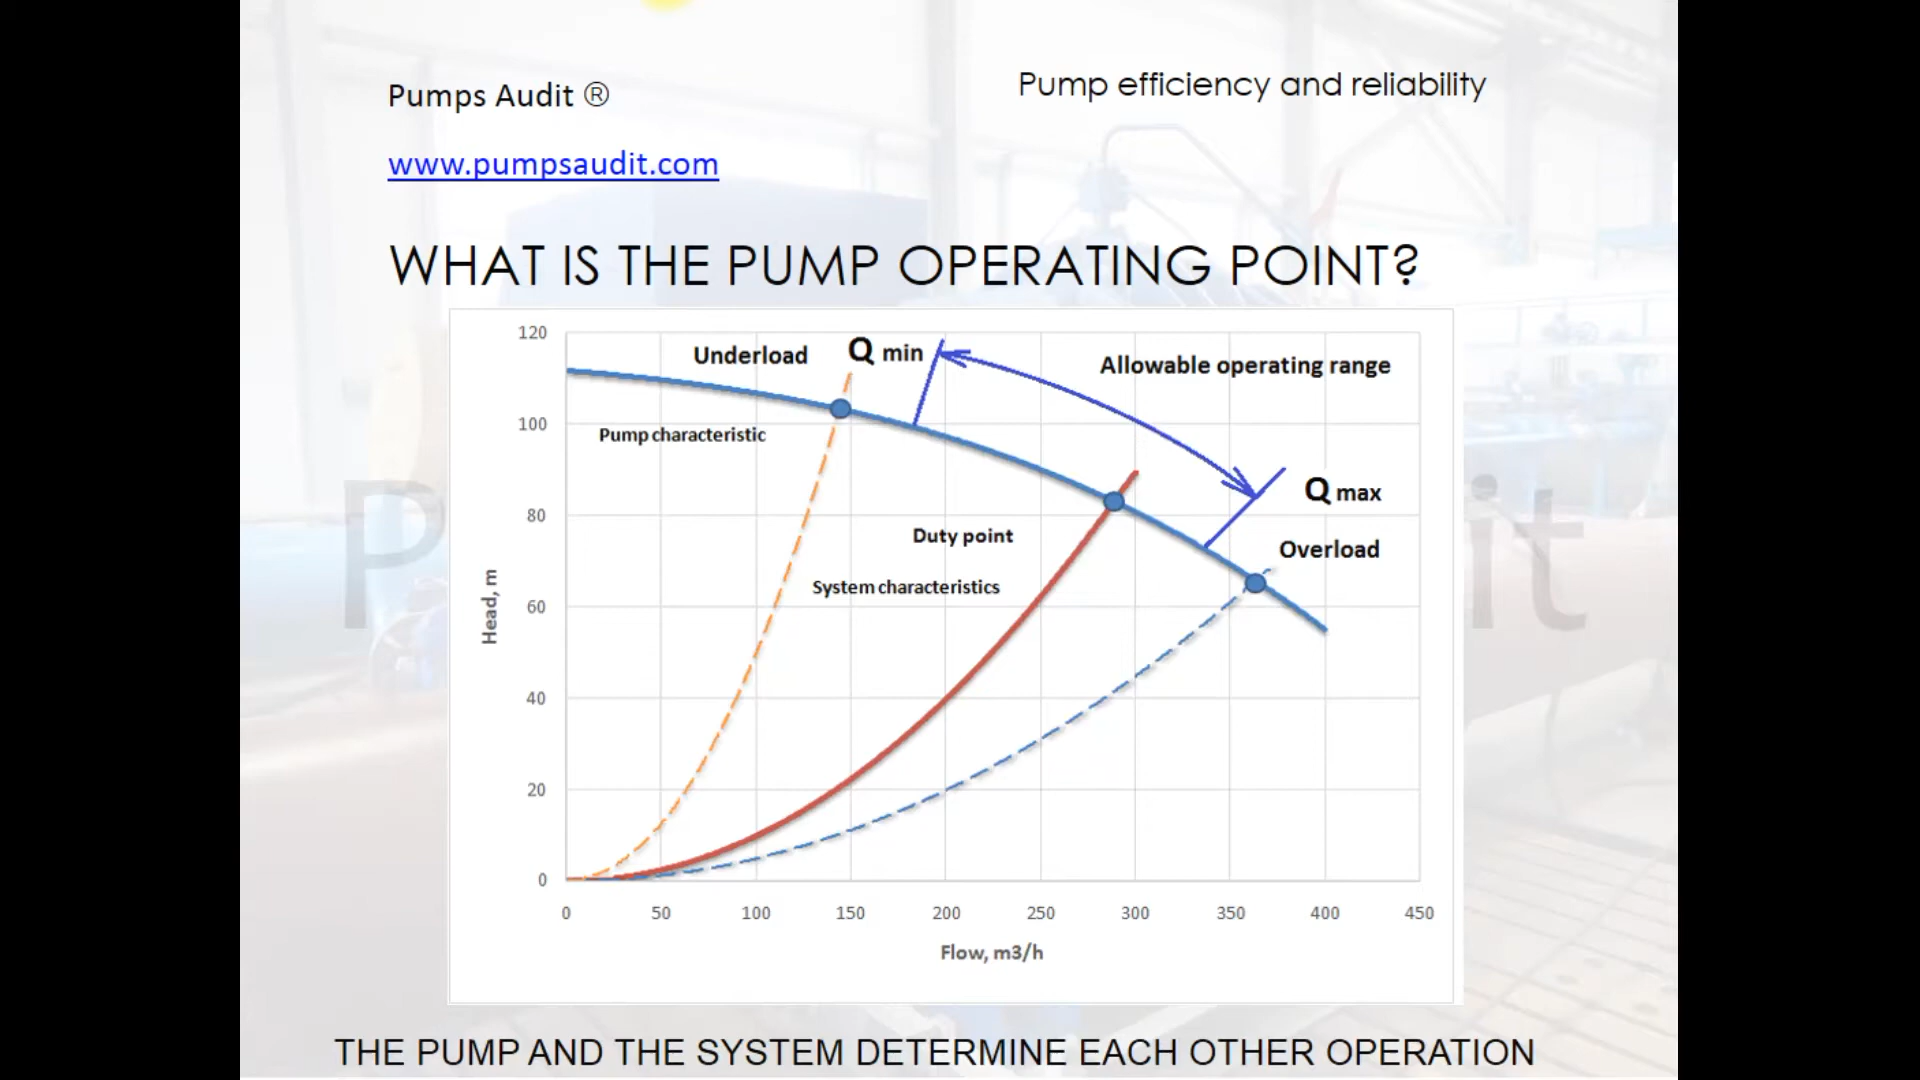 Pumps Audit ®
Pump efficiency and reliability
www.pumpsaudit.com
WHAT IS THE PUMP OPERATING POINT?
120
Underload
Q min
Allowable operating range
100
Pump characteristic
Q max
80
Duty point
Overload
System characteristics
60
Head, m
40
20
0
0 50 100 150 200 250 300 350 400 450
Flow, m3/h
THE PUMP AND THE SYSTEM DETERMINE EACH OTHER OPERATION